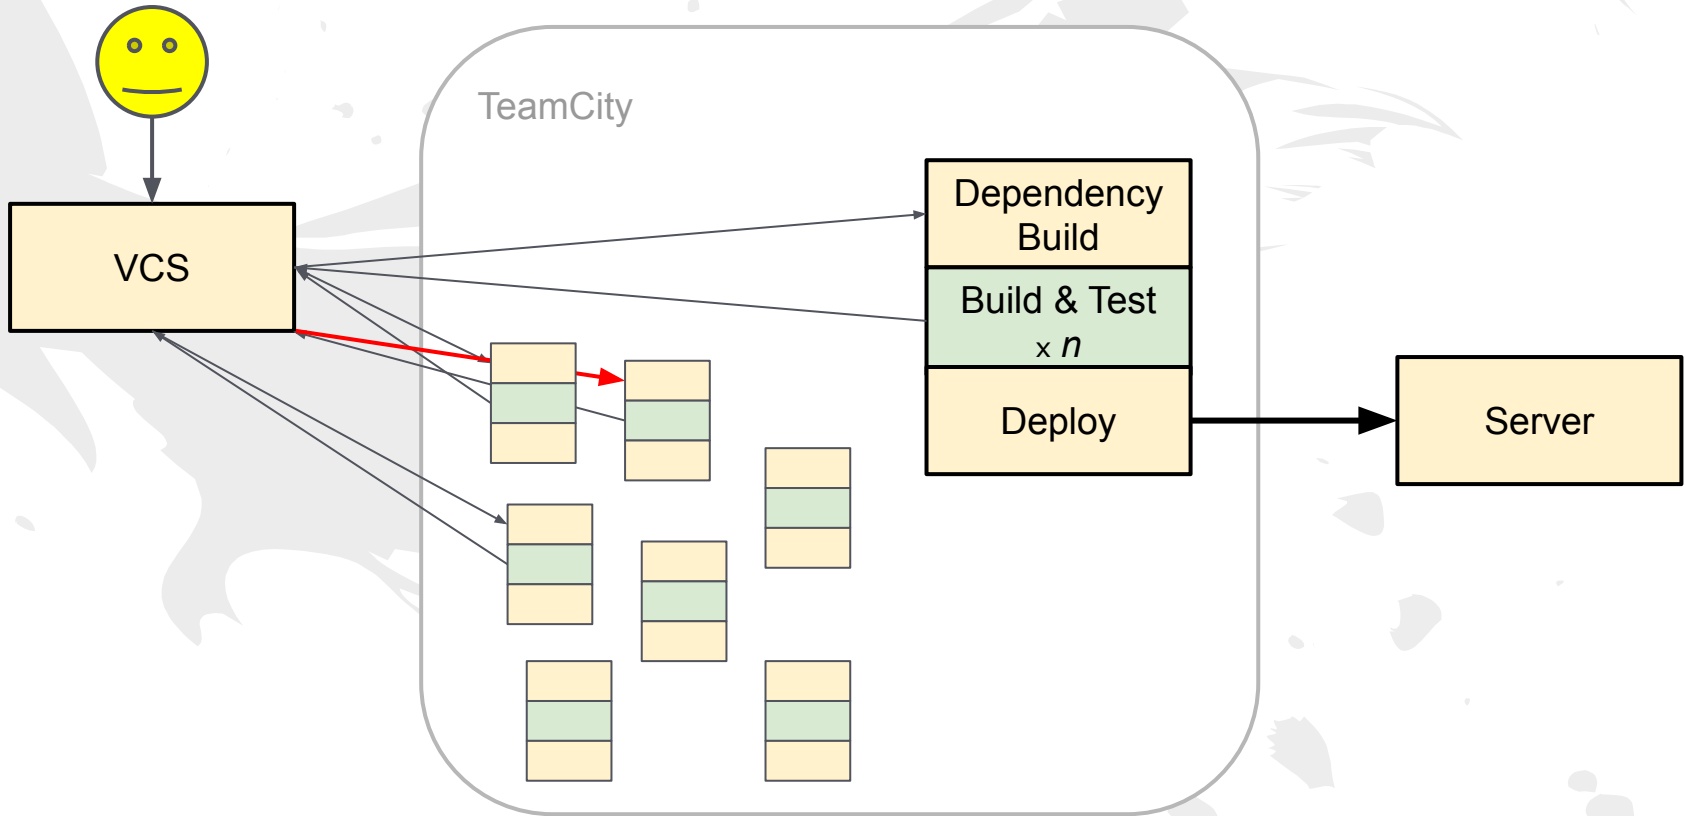 TeamCity
VCS
Dependency
Build
Build & Test
x n
Deploy
Server